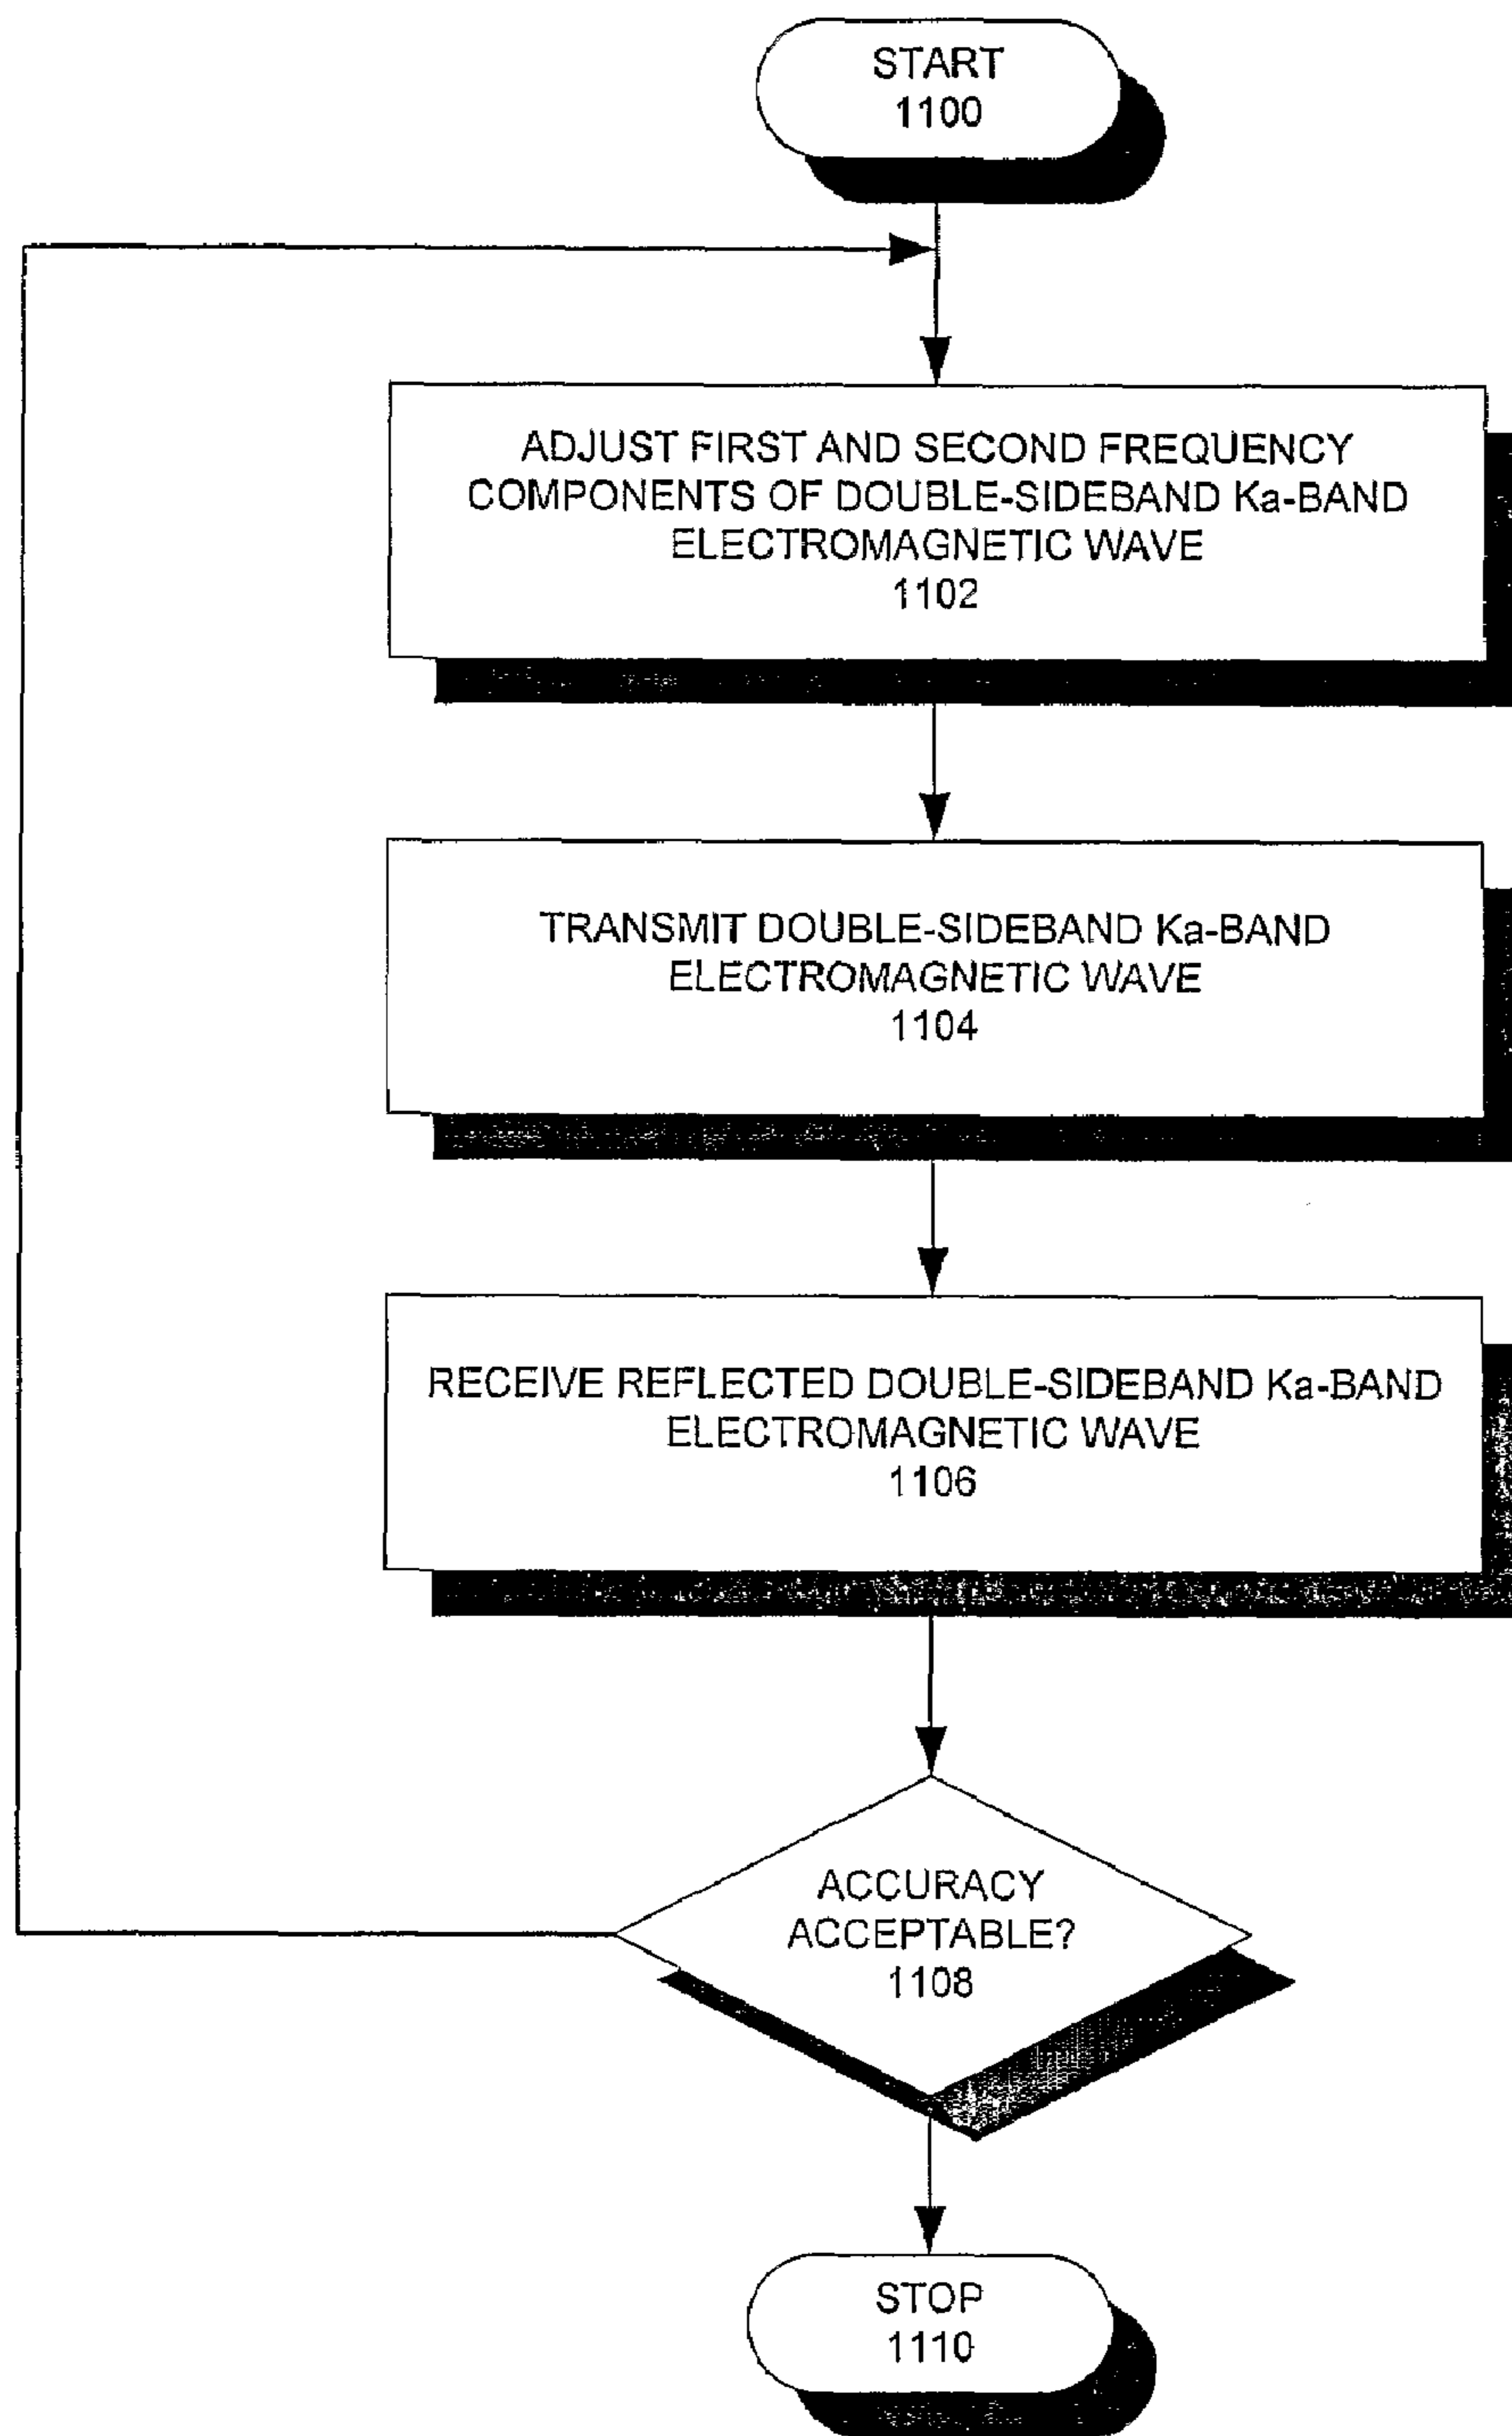 START
1100
ADJUST FIRST AND SECOND FREQUENCY
COMPONENTS OF DOUBLE-SIDEBAND Ka-BAND
ELECTROMAGNETIC WAVE
1102
TRANSMIT DOUBLE-SIDEBAND Ka-BAND
ELECTROMAGNETIC WAVE
1104
RECEIVE REFLECTED DOUBLE-SIDEBAND Ka-BAND
ELECTROMAGNETIC WAVE
1106
ACCURACY
ACCEPTABLE?
1108
STOP
1110